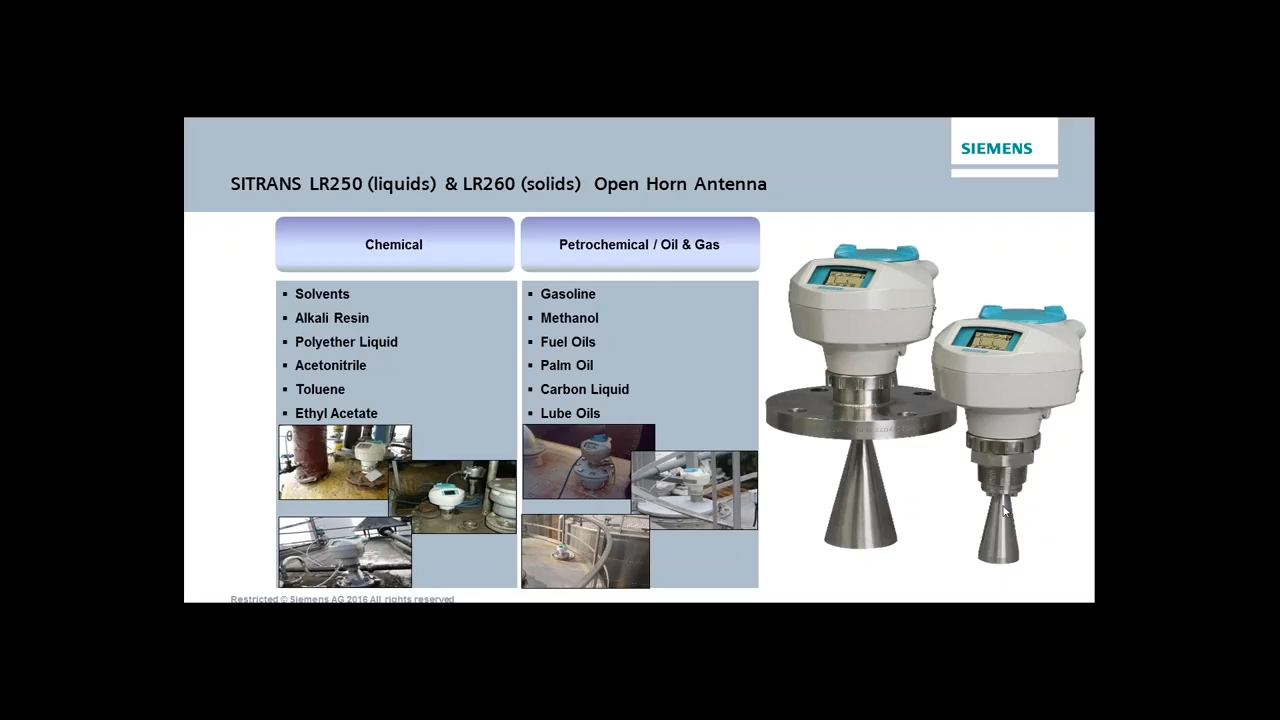 SIEMENS
SITRANS LR250 (liquids) & LR260 (solids) Open Horn Antenna
Chemical
▪ Solvents
▪ Alkali Resin
▪ Polyether Liquid
▪ Acetonitrile
▪ Toluene
▪ Ethyl Acetate
Petrochemical / Oil & Gas
▪ Gasoline
▪ Methanol
▪ Fuel Oils
▪ Palm Oil
▪ Carbon Liquid
▪ Lube Oils
Restricted © Siemens AG 2016 All rights reserved